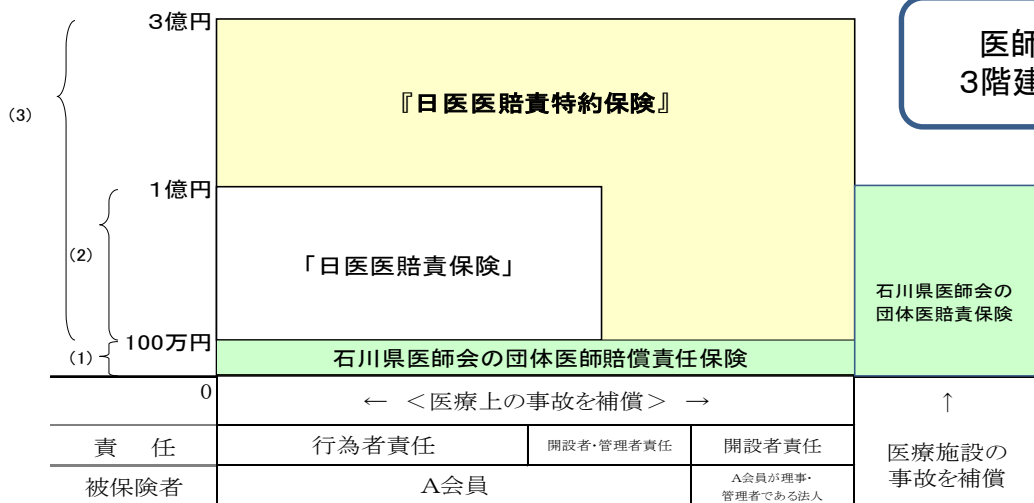 3億円
医師
3階建
『日医医賠責特約保険』
(3)
1億円
(2)
「日医医賠責保険」
石川県医師会の
団体医賠責保険
100万円
(1)
石川県医師会の団体医師賠償責任保険
0
← <医療上の事故を補償> →
↑
責 任
行為者責任
開設者・管理者責任
開設者責任
医療施設の
事故を補償
被保険者
A会員
A会員が理事・
管理者である法人